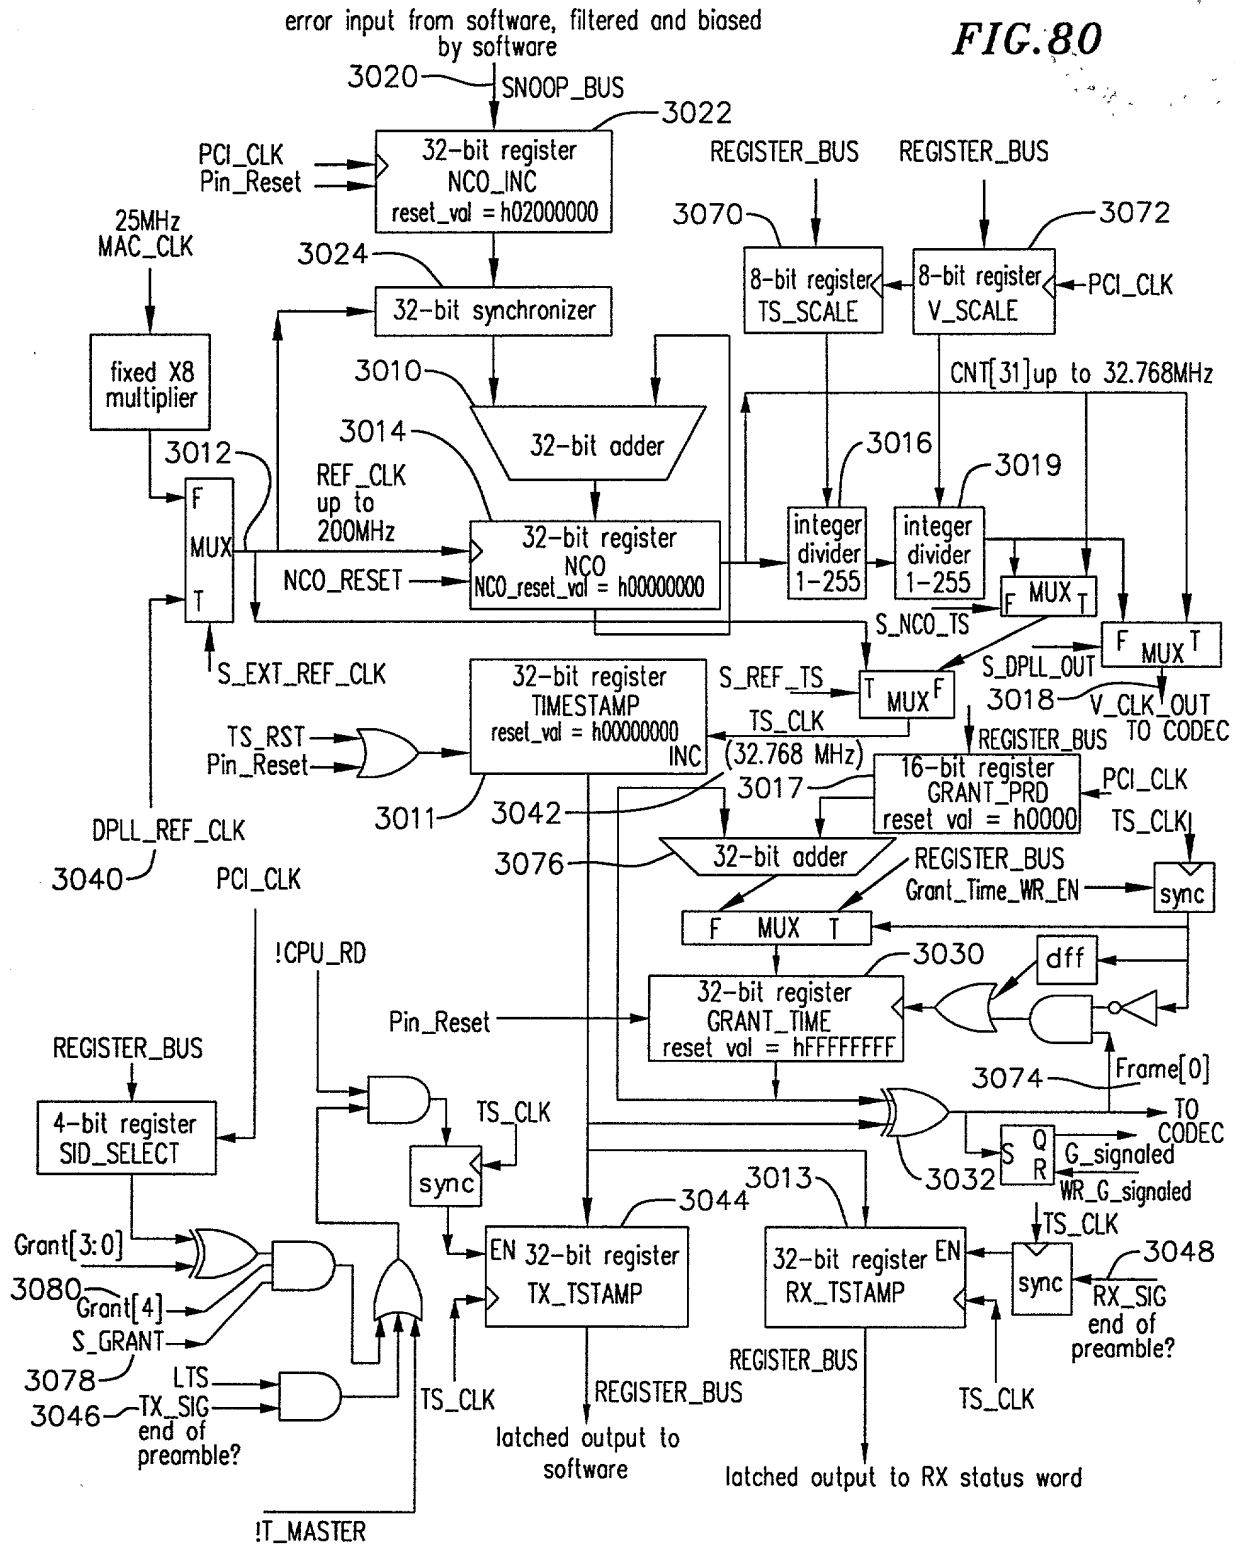 error input from software, filtered and biased
by software
FIG.80
3020
SNOOP_BUS
3022
PCI_CLK
Pin_Reset
32-bit register
NCO_INC
reset_val = h02000000
REGISTER_BUS
REGISTER_BUS
3070
3072
25MHz
MAC_CLK
3024
32-bit synchronizer
8-bit register
TS_SCALE
8-bit register
V_SCALE
PCI_CLK
fixed X8
multiplier
3010
CNT[31]up to 32.768MHz
3014
32-bit adder
3012
3016
3019
REF_CLK
up to
200MHz
F
MUX
T
32-bit register
NCO
NCO_reset_val = h00000000
NCO_RESET
integer
divider
1-255
integer
divider
1-255
F MUX T
S_NCO_TS
F MUX T
S_DPLL_OUT
3018
V_CLK_OUT
TO CODEC
S_EXT_REF_CLK
32-bit register
TIMESTAMP
reset_val = h00000000
INC
S_REF_TS
T MUX F
TS_CLK
(32.768 MHz)
TS_RST
Pin_Reset
3011
3042
3017
REGISTER_BUS
16-bit register
GRANT_PRD
reset val = h0000
PCI_CLK
TS_CLK
DPLL_REF_CLK
3040
PCI_CLK
3076
32-bit adder
REGISTER_BUS
Grant_Time_WR_EN
sync
F MUX T
!CPU_RD
3030
dff
Pin_Reset
32-bit register
GRANT_TIME
reset val = hFFFFFFFF
REGISTER_BUS
3074
Frame[0]
4-bit register
SID_SELECT
TS_CLK
sync
TO
CODEC
S Q
R
G_signaled
WR_G_signaled
3032
3044
3013
TS_CLK
Grant[3:0]
3080
Grant[4]
S_GRANT
3078
EN 32-bit register
TX_TSTAMP
32-bit register EN
RX_TSTAMP
sync
3048
RX_SIG
end of
preamble?
LTS
3046
TX_SIG
end of
preamble?
TS_CLK
REGISTER_BUS
REGISTER_BUS
TS_CLK
latched output to
software
latched output to RX status word
!T_MASTER